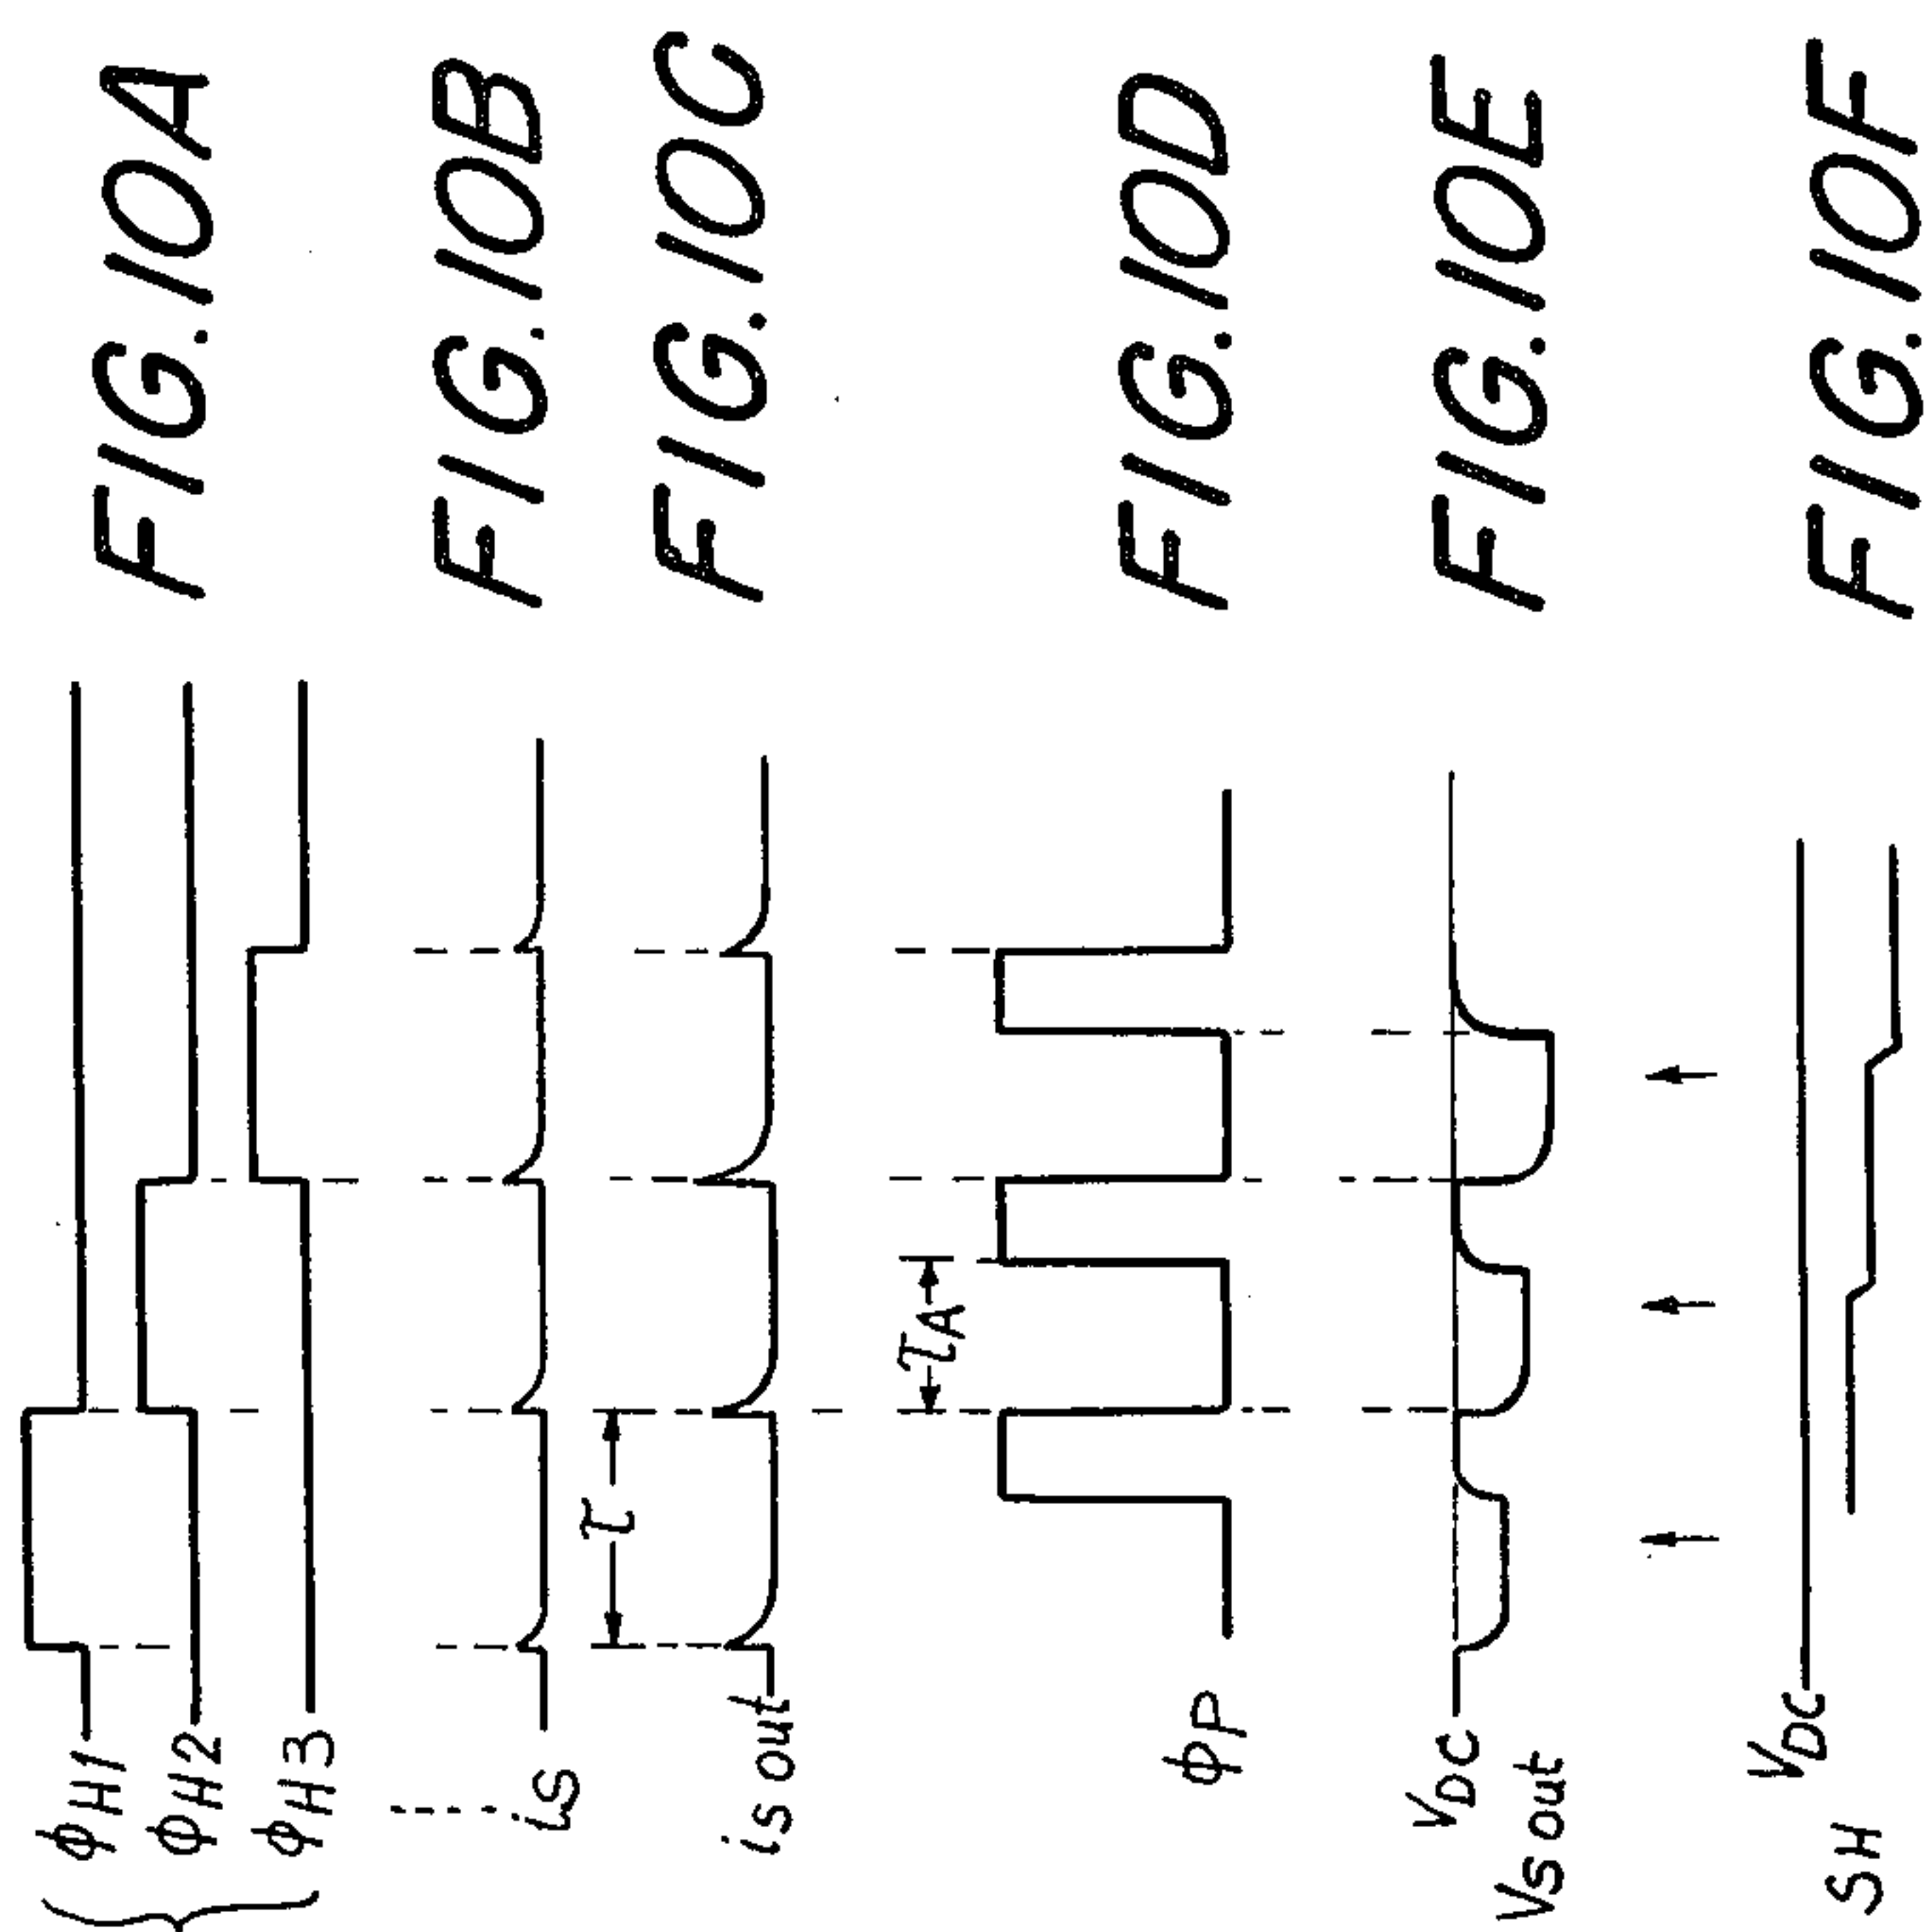 FIG. 10A
φH1
φH2
φH3
FIG. 10B
is
FIG. 10C
τ
is out
FIG. 10D
τA
φP
FIG. 10E
VDC
Vs out
FIG. 10F
VDC
SH